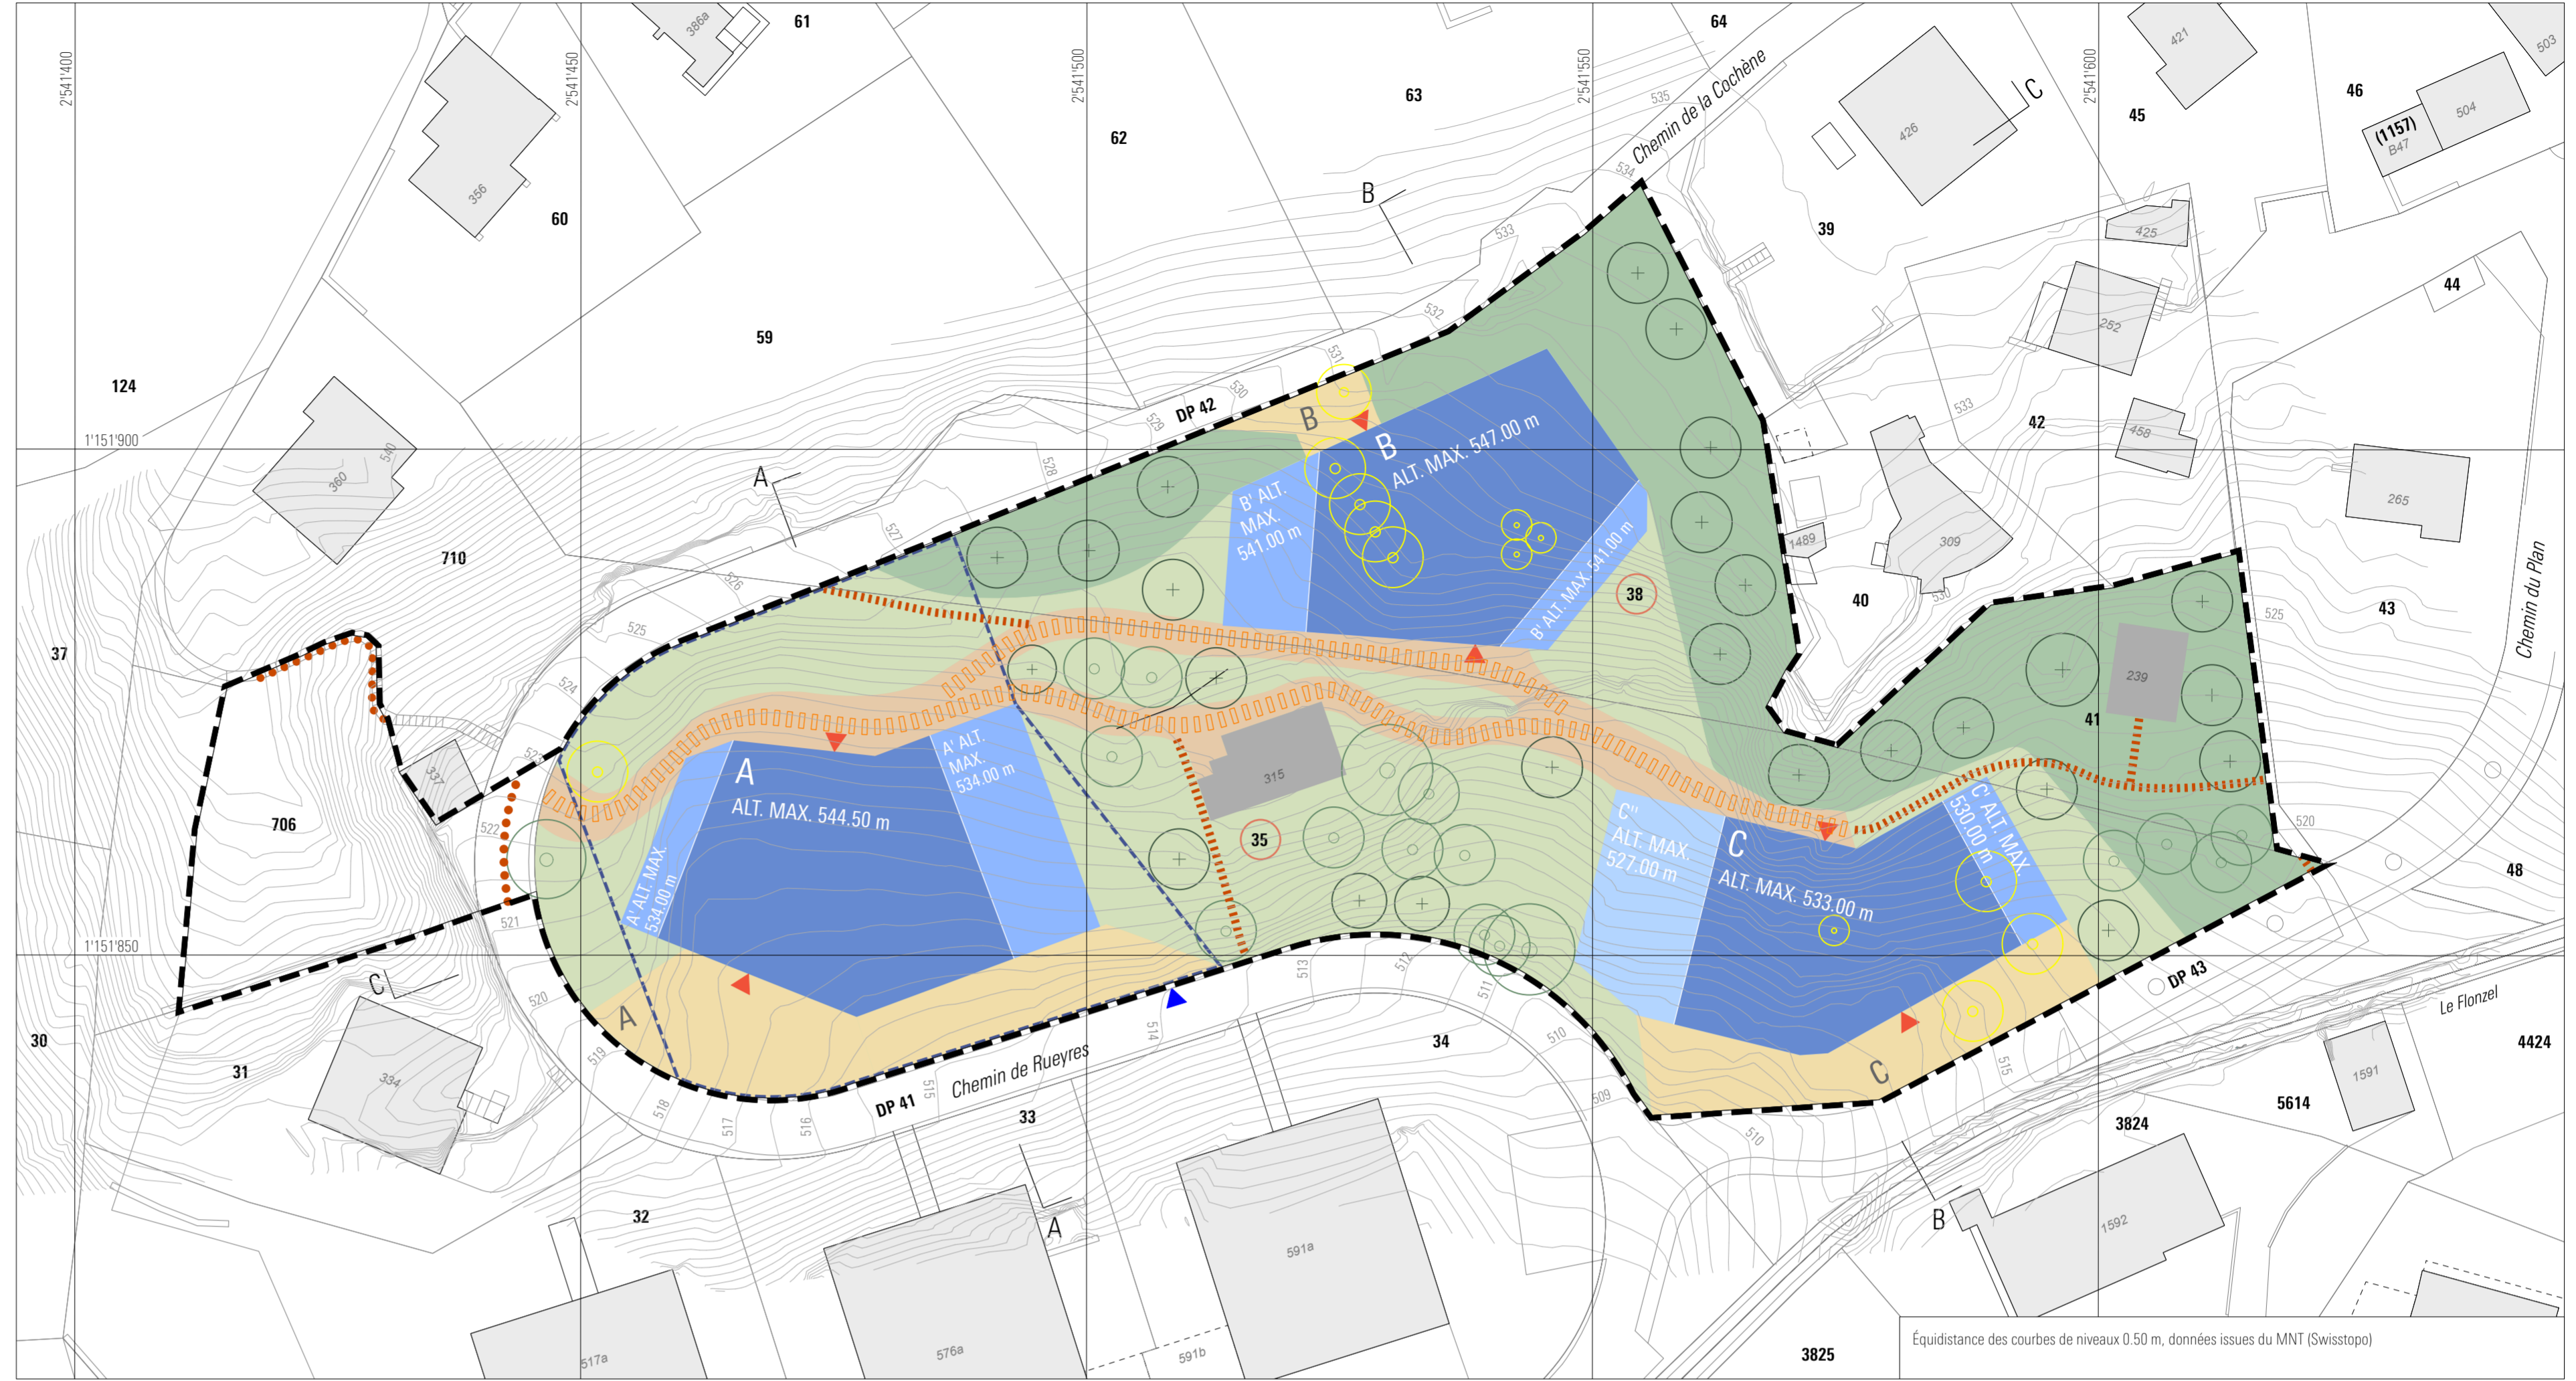 386a
61
64
421
503
2'541'400
2'541'450
2'541'500
2'541'550
2'541'600
Chemin de la Cochène
535
C
426
45
46
504
(1157)
B47
63
62
534
356
60
B
39
533
425
44
252
59
532
531
530
DP 42
529
124
1'151'900
360
540
A
528
B
B
ALT. MAX. 547.00 m
533
42
458
265
B' ALT.
MAX.
541.00 m
B' ALT. MAX. 541.00 m
527
1489
309
Chemin du Plan
710
526
38
40
530
525
43
525
37
524
239
41
523
A' ALT.
MAX.
534.00 m
315
337
A
ALT. MAX. 544.50 m
706
522
35
C''
ALT. MAX.
527.00 m
C
ALT. MAX. 533.00 m
C' ALT. MAX.
530.00 m
520
48
A' ALT. MAX.
534.00 m
521
1'151'850
C
513
512
511
DP 43
Le Flonzel
520
A
519
514
510
509
34
C
515
510
4424
30
31
334
518
517
516
515
DP 41
Chemin de Rueyres
33
1591
5614
3824
32
A
B
1592
591a
517a
576a
591b
3825
Équidistance des courbes de niveaux 0.50 m, données issues du MNT (Swisstopo)